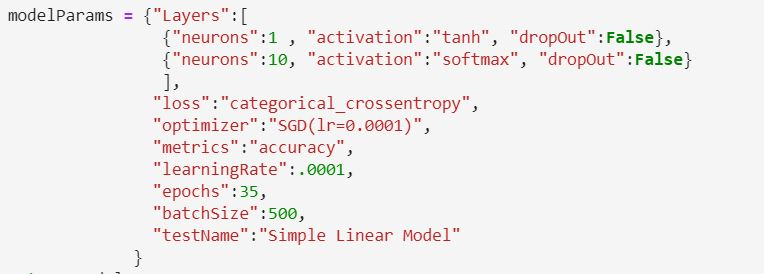 modelParams = {"Layers":[
{"neurons":1 , "activation":"tanh", "dropOut":False},
{"neurons":10, "activation":"softmax", "dropOut":False}
],
"loss":"categorical_crossentropy",
"optimizer":"SGD(lr=0.0001)",
"metrics":"accuracy",
"learningRate":.0001,
"epochs":35,
"batchSize":500,
"testName":"Simple Linear Model"
}